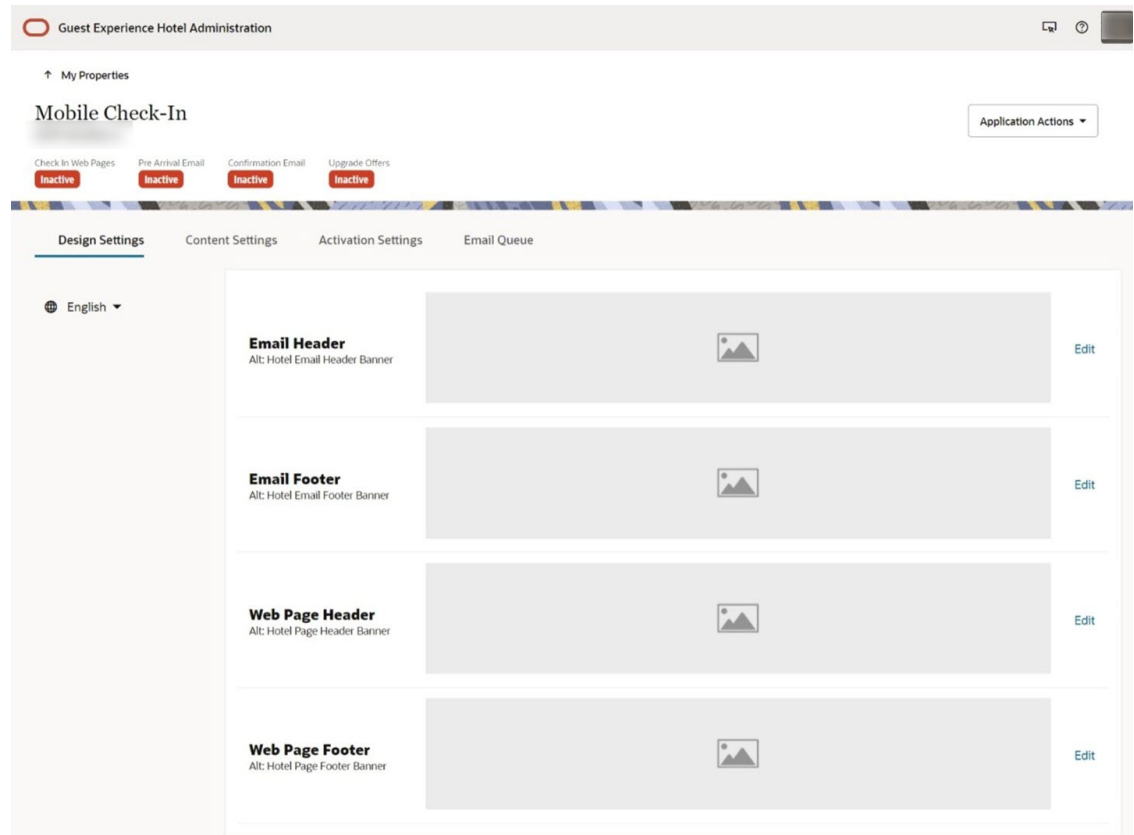 Guest Experience Hotel Administration
My Properties
Mobile Check-In
Application Actions
Check In Web Pages Pre Arrival Email Confirmation Email Upgrade Offers
Inactive Inactive Inactive Inactive
Design Settings Content Settings Activation Settings Email Queue
English
Email Header
Alt: Hotel Email Header Banner
Edit
Email Footer
Alt: Hotel Email Footer Banner
Edit
Web Page Header
Alt: Hotel Page Header Banner
Edit
Web Page Footer
Alt: Hotel Page Footer Banner
Edit